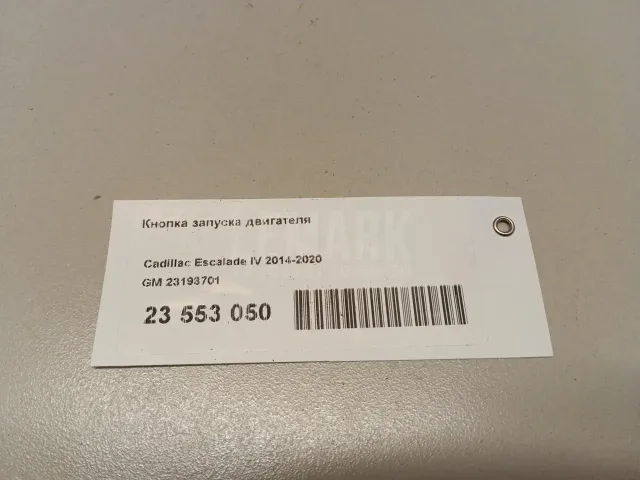 Кнопка запуска двигателя
Cadillac Escalade IV 2014-2020
GM 23193701
23 553 050